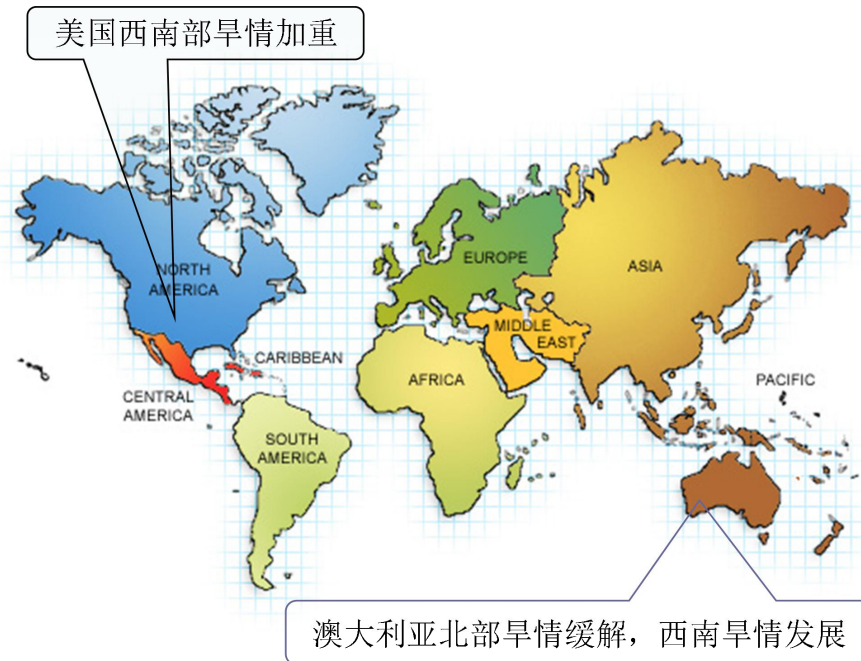 美国西南部旱情加重
NORTH
AMERICA
EUROPE
ASIA
MIDDLE
EAST
CARIBBEAN
AFRICA
PACIFIC
CENTRAL
AMERICA
SOUTH
AMERICA
澳大利亚北部旱情缓解，西南旱情发展